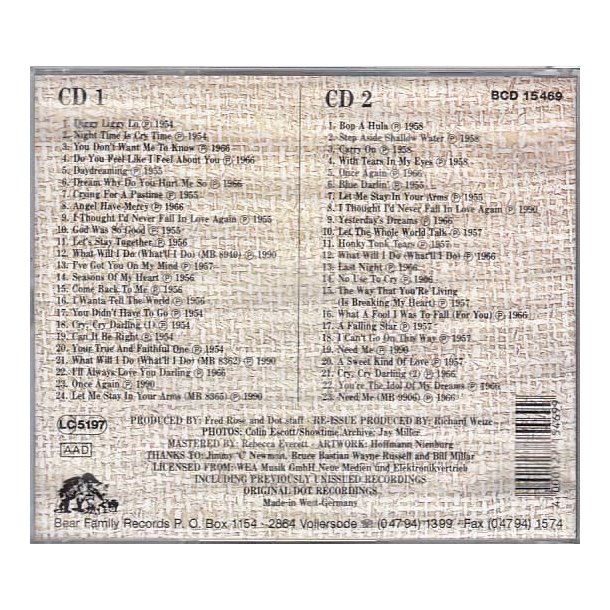 CD 1
1. Diggy Liggy Lo ℗ 1954
2. Night Time Is Cry Time ℗ 1954
3. You Don't Want Me To Know ℗ 1966
4. Do You Feel Like I Feel About You ℗ 1966
5. Daydreaming ℗ 1955
6. Dream Why Do You Hurt Me So ℗ 1966
7. Crying For A Pastime ℗ 1955
8. Angel Have Mercy ℗ 1966
9. I Thought I'd Never Fall In Love Again ℗ 1955
10. God Was So Good ℗ 1955
11. Let's Stay Together ℗ 1956
12. What Will I Do (What'll I Do) (MB 8940) ℗ 1990
13. I've Got You On My Mind ℗ 1957
14. Seasons Of My Heart ℗ 1956
15. Come Back To Me ℗ 1956
16. I Wanta Tell The World ℗ 1956
17. You Didn't Have To Go ℗ 1954
18. Cry, Cry Darling (1) ℗ 1954
19. Can It Be Right ℗ 1954
20. Your True And Faithful One ℗ 1954
21. What Will I Do (What'll I Do) (MB 8362) ℗ 1990
22. I'll Always Love You Darling ℗ 1966
23. Once Again ℗ 1990
24. Let Me Stay In Your Arms (MB 8365) ℗ 1990
CD 2
BCD 15469
1. Bop A Hula ℗ 1958
2. Step Aside Shallow Water ℗ 1958
3. Carry On ℗ 1958
4. With Tears In My Eyes ℗ 1958
5. Once Again ℗ 1966
6. Blue Darlin' ℗ 1955
7. Let Me Stay In Your Arms ℗ 1955
8. I Thought I'd Never Fall In Love Again ℗ 1990
9. Yesterday's Dreams ℗ 1966
10. Let The Whole World Talk ℗ 1957
11. Honky Tonk Tears ℗ 1957
12. What Will I Do (What'll I Do) ℗ 1966
13. Last Night ℗ 1966
14. No Use To Cry ℗ 1966
15. The Way That You're Living
(Is Breaking My Heart) ℗ 1957
16. What A Fool I Was To Fall (For You) ℗ 1966
17. A Falling Star ℗ 1957
18. I Can't Go On This Way ℗ 1957
19. Need Me ℗ 1990
20. A Sweet Kind Of Love ℗ 1957
21. Cry, Cry Darling (2) ℗ 1966
22. You're The Idol Of My Dreams ℗ 1966
23. Need Me (MB 9906) ℗ 1966
LC 5197
AAD
PRODUCED BY: Fred Rose and Dot staff - RE-ISSUE PRODUCED BY: Richard Weize
PHOTOS: Colin Escott/Showtime Archive: Jay Miller
MASTERED BY: Rebecca Everett - ARTWORK: Hoffmann Nienburg
THANKS TO: Jimmy 'C' Newman, Bruce Bastian Wayne Russell and Bill Millar
LICENSED FROM: WEA Musik GmbH Neue Medien und Elektronikvertrieb
INCLUDING PREVIOUSLY UNISSUED RECORDINGS
ORIGINAL DOT RECORDINGS
Made in West-Germany
Bear Family Records P. O. Box 1154 - 2864 Vollersode ☏ (04794) 1399 - Fax (04794) 1574